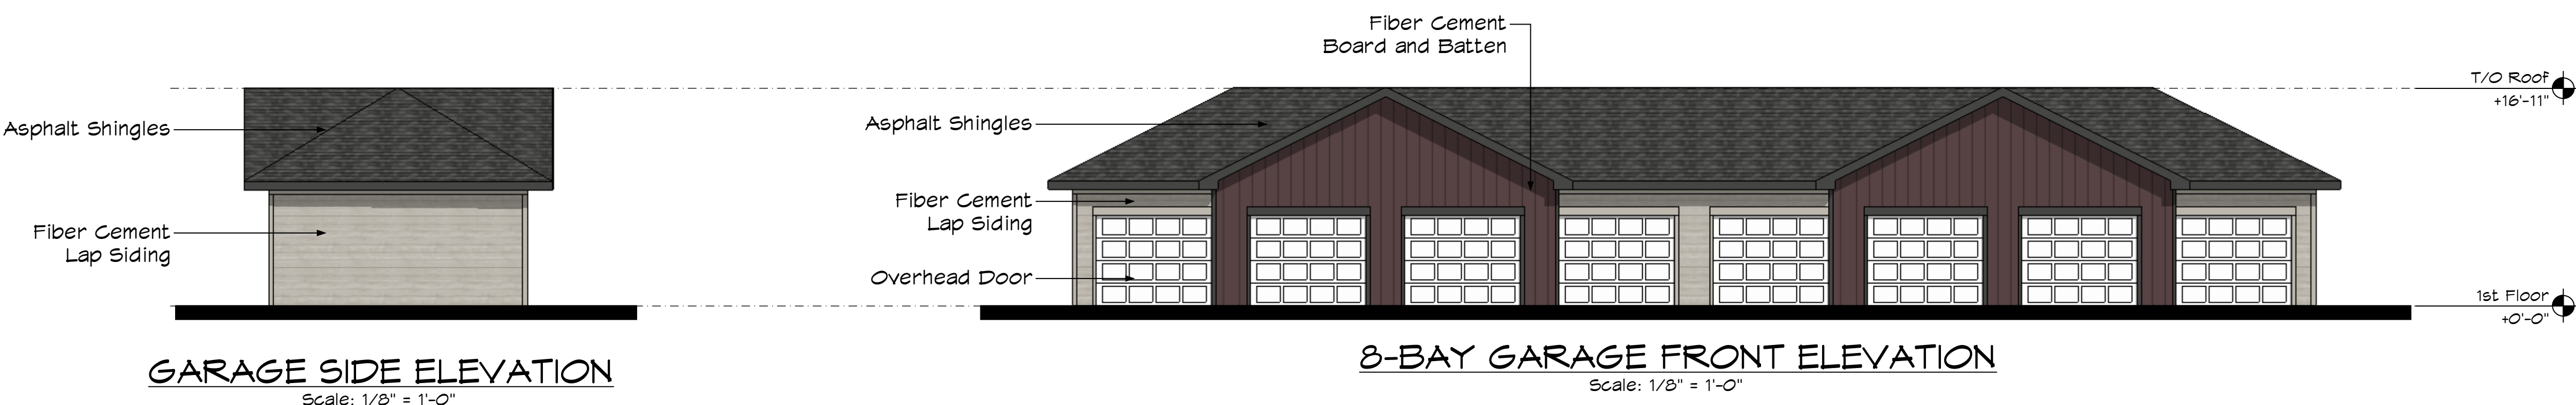 Asphalt Shingles
Fiber Cement
Lap Siding
GARAGE SIDE ELEVATION
Scale: 1/8" = 1'-0"
Fiber Cement
Board and Batten
Asphalt Shingles
Fiber Cement
Lap Siding
Overhead Door
8-BAY GARAGE FRONT ELEVATION
Scale: 1/8" = 1'-0"
T/O Roof
+16'-11"
1st Floor
+0'-0"